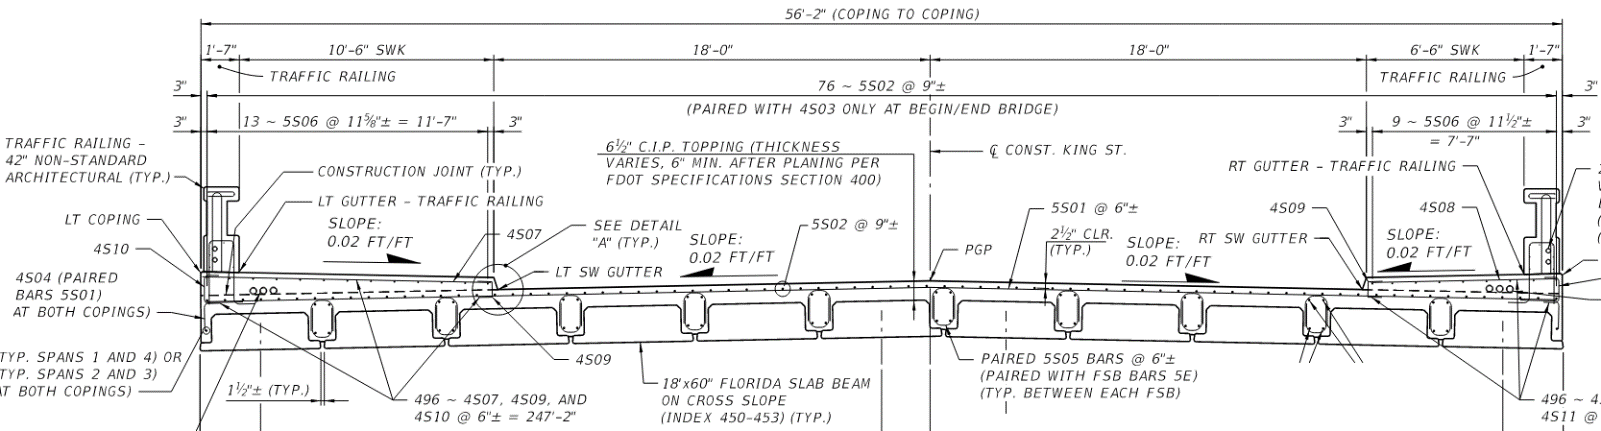 56'-2" (COPING TO COPING)
1'-7"
10'-6" SWK
18'-0"
18'-0"
6'-6" SWK
1'-7"
TRAFFIC RAILING
TRAFFIC RAILING
3"
76 ~ 5S02 @ 9"±
3"
(PAIRED WITH 4S03 ONLY AT BEGIN/END BRIDGE)
3"
13 ~ 5S06 @ 11⅝"± = 11'-7"
3"
3"
9 ~ 5S06 @ 11½"±
= 7'-7"
3"
TRAFFIC RAILING -
42" NON-STANDARD
ARCHITECTURAL (TYP.)
6½" C.I.P. TOPPING (THICKNESS
VARIES, 6" MIN. AFTER PLANING PER
FDOT SPECIFICATIONS SECTION 400)
℄ CONST. KING ST.
RT GUTTER - TRAFFIC RAILING
CONSTRUCTION JOINT (TYP.)
LT GUTTER - TRAFFIC RAILING
LT COPING
SLOPE:
0.02 FT/FT
4S07
SEE DETAIL
"A" (TYP.)
5S02 @ 9"±
5S01 @ 6"±
4S09
4S08
4S10
LT SW GUTTER
SLOPE:
0.02 FT/FT
PGP
2½" CLR.
(TYP.)
SLOPE:
0.02 FT/FT
RT SW GUTTER
SLOPE:
0.02 FT/FT
4S04 (PAIRED
BARS 5S01)
AT BOTH COPINGS)
TYP. SPANS 1 AND 4) OR
TYP. SPANS 2 AND 3)
AT BOTH COPINGS)
1½"± (TYP.)
4S09
496 ~ 4S07, 4S09, AND
4S10 @ 6"± = 247'-2"
18"x60" FLORIDA SLAB BEAM
ON CROSS SLOPE
(INDEX 450-453) (TYP.)
PAIRED 5S05 BARS @ 6"±
(PAIRED WITH FSB BARS 5E)
(TYP. BETWEEN EACH FSB)
496 ~ 4
4S11 @